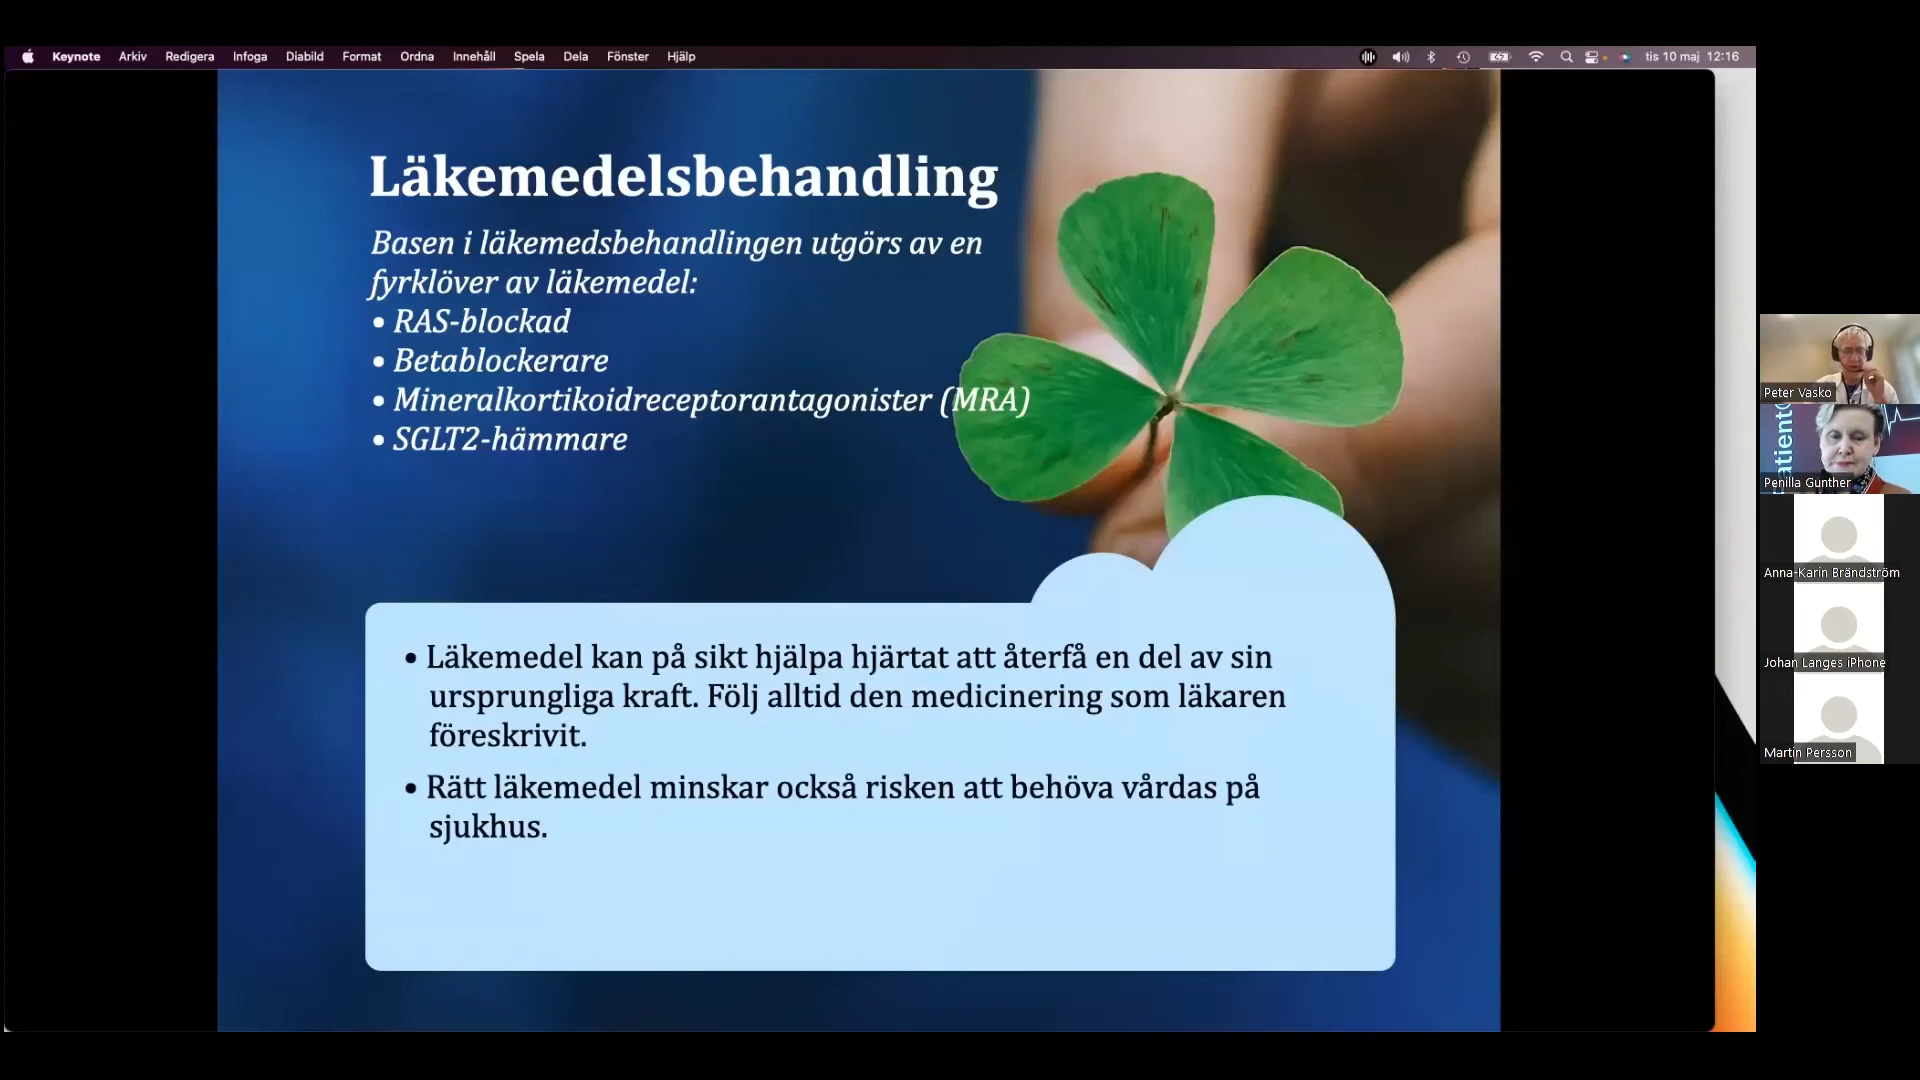 Keynote Arkiv Redigera Infoga Diabild Format Ordna Innehåll Spela Dela Fönster Hjälp tis 10 maj 12:16
Läkemedelsbehandling
Basen i läkemedsbehandlingen utgörs av en
fyrklöver av läkemedel:
• RAS-blockad
• Betablockerare
• Mineralkortikoidreceptorantagonister (MRA)
• SGLT2-hämmare
• Läkemedel kan på sikt hjälpa hjärtat att återfå en del av sin
ursprungliga kraft. Följ alltid den medicinering som läkaren
föreskrivit.
• Rätt läkemedel minskar också risken att behöva vårdas på
sjukhus.
Peter Vasko
Penilla Gunther
Anna-Karin Brändström
Johan Langes iPhone
Martin Persson